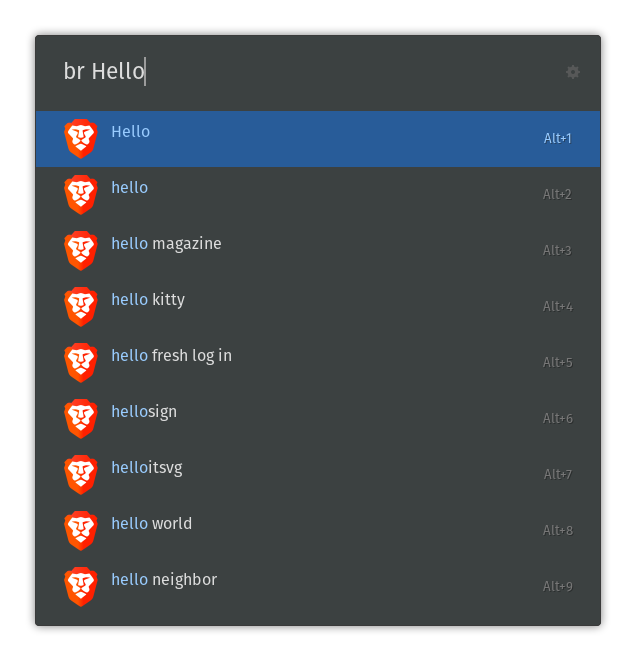 br Hello
Hello Alt+1
hello Alt+2
hello magazine Alt+3
hello kitty Alt+4
hello fresh log in Alt+5
hellosign Alt+6
helloitsvg Alt+7
hello world Alt+8
hello neighbor Alt+9